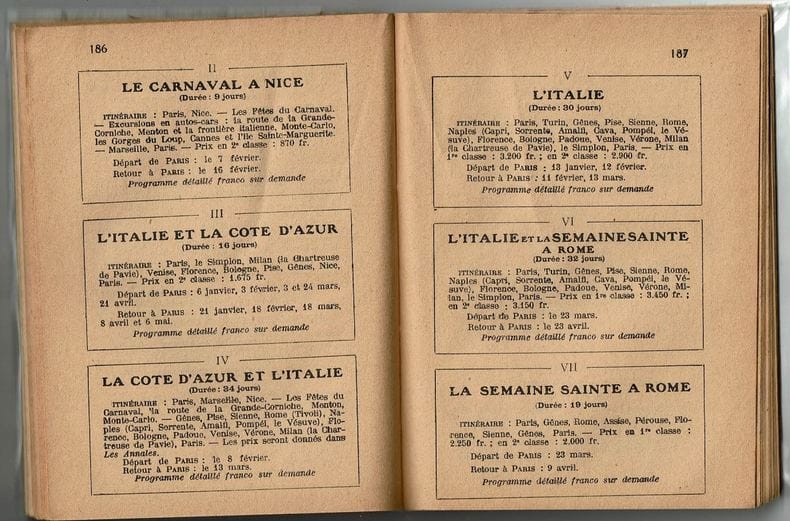 186
II
LE CARNAVAL A NICE
(Durée : 9 jours)
ITINÉRAIRE : Paris, Nice. — Les Fêtes du Carnaval.
— Excursions en autos-cars : la route de la Grande-
Corniche, Menton et la frontière italienne, Monte-Carlo,
les Gorges du Loup, Cannes et l'île Sainte-Marguerite.
— Marseille, Paris. — Prix en 2e classe : 870 fr.
Départ de PARIS : le 7 février.
Retour à PARIS : le 16 février.
Programme détaillé franco sur demande
III
L'ITALIE ET LA COTE D'AZUR
(Durée : 16 jours)
ITINÉRAIRE : Paris, le Simplon, Milan (la Chartreuse
de Pavie), Venise, Florence, Bologne, Pise, Gênes, Nice,
Paris. — Prix en 2e classe : 1.675 fr.
Départ de PARIS : 6 janvier, 3 février, 3 et 24 mars,
21 avril.
Retour à PARIS : 21 janvier, 18 février, 18 mars,
8 avril et 6 mai.
Programme détaillé franco sur demande
IV
LA COTE D'AZUR ET L'ITALIE
(Durée : 34 jours)
ITINÉRAIRE : Paris, Marseille, Nice. — Les Fêtes du
Carnaval, la route de la Grande-Corniche, Menton,
Monte-Carlo. — Gênes, Pise, Sienne, Rome (Tivoli), Na-
ples (Capri, Sorrente, Amalfi, Pompéï, le Vésuve), Flo-
rence, Bologne, Padoue, Venise, Vérone, Milan (la Char-
treuse de Pavie), Paris. — Les prix seront donnés dans
Les Annales.
Départ de PARIS : le 8 février.
Retour à PARIS : le 13 mars.
Programme détaillé franco sur demande
187
V
L'ITALIE
(Durée : 30 jours)
ITINÉRAIRE : Paris, Turin, Gênes, Pise, Sienne, Rome,
Naples (Capri, Sorrente, Amalfi, Cava, Pompéï, le Vé-
suve), Florence, Bologne, Padoue, Venise, Vérone, Milan
(la Chartreuse de Pavie), le Simplon, Paris. — Prix en
1re classe : 3.200 fr. ; en 2e classe : 2.900 fr.
Départ de PARIS : 13 janvier, 12 février.
Retour à PARIS : 11 février, 13 mars.
Programme détaillé franco sur demande
VI
L'ITALIE ET LA SEMAINE SAINTE
A ROME
(Durée : 32 jours)
ITINÉRAIRE : Paris, Turin, Gênes, Pise, Sienne, Rome,
Naples (Capri, Sorrente, Amalfi, Cava, Pompéï, le Vé-
suve), Florence, Bologne, Padoue, Venise, Vérone, Mi-
lan, le Simplon, Paris. — Prix en 1re classe : 3.450 fr. ;
en 2e classe : 3.150 fr.
Départ de PARIS : le 23 mars.
Retour à PARIS : le 23 avril.
Programme détaillé franco sur demande
VII
LA SEMAINE SAINTE A ROME
(Durée : 19 jours)
ITINÉRAIRE : Paris, Gênes, Rome, Assise, Pérouse, Flo-
rence, Sienne, Gênes, Paris. — Prix en 1re classe :
2.250 fr. ; en 2e classe : 2.000 fr.
Départ de PARIS : 23 mars.
Retour à PARIS : 9 avril.
Programme détaillé franco sur demande